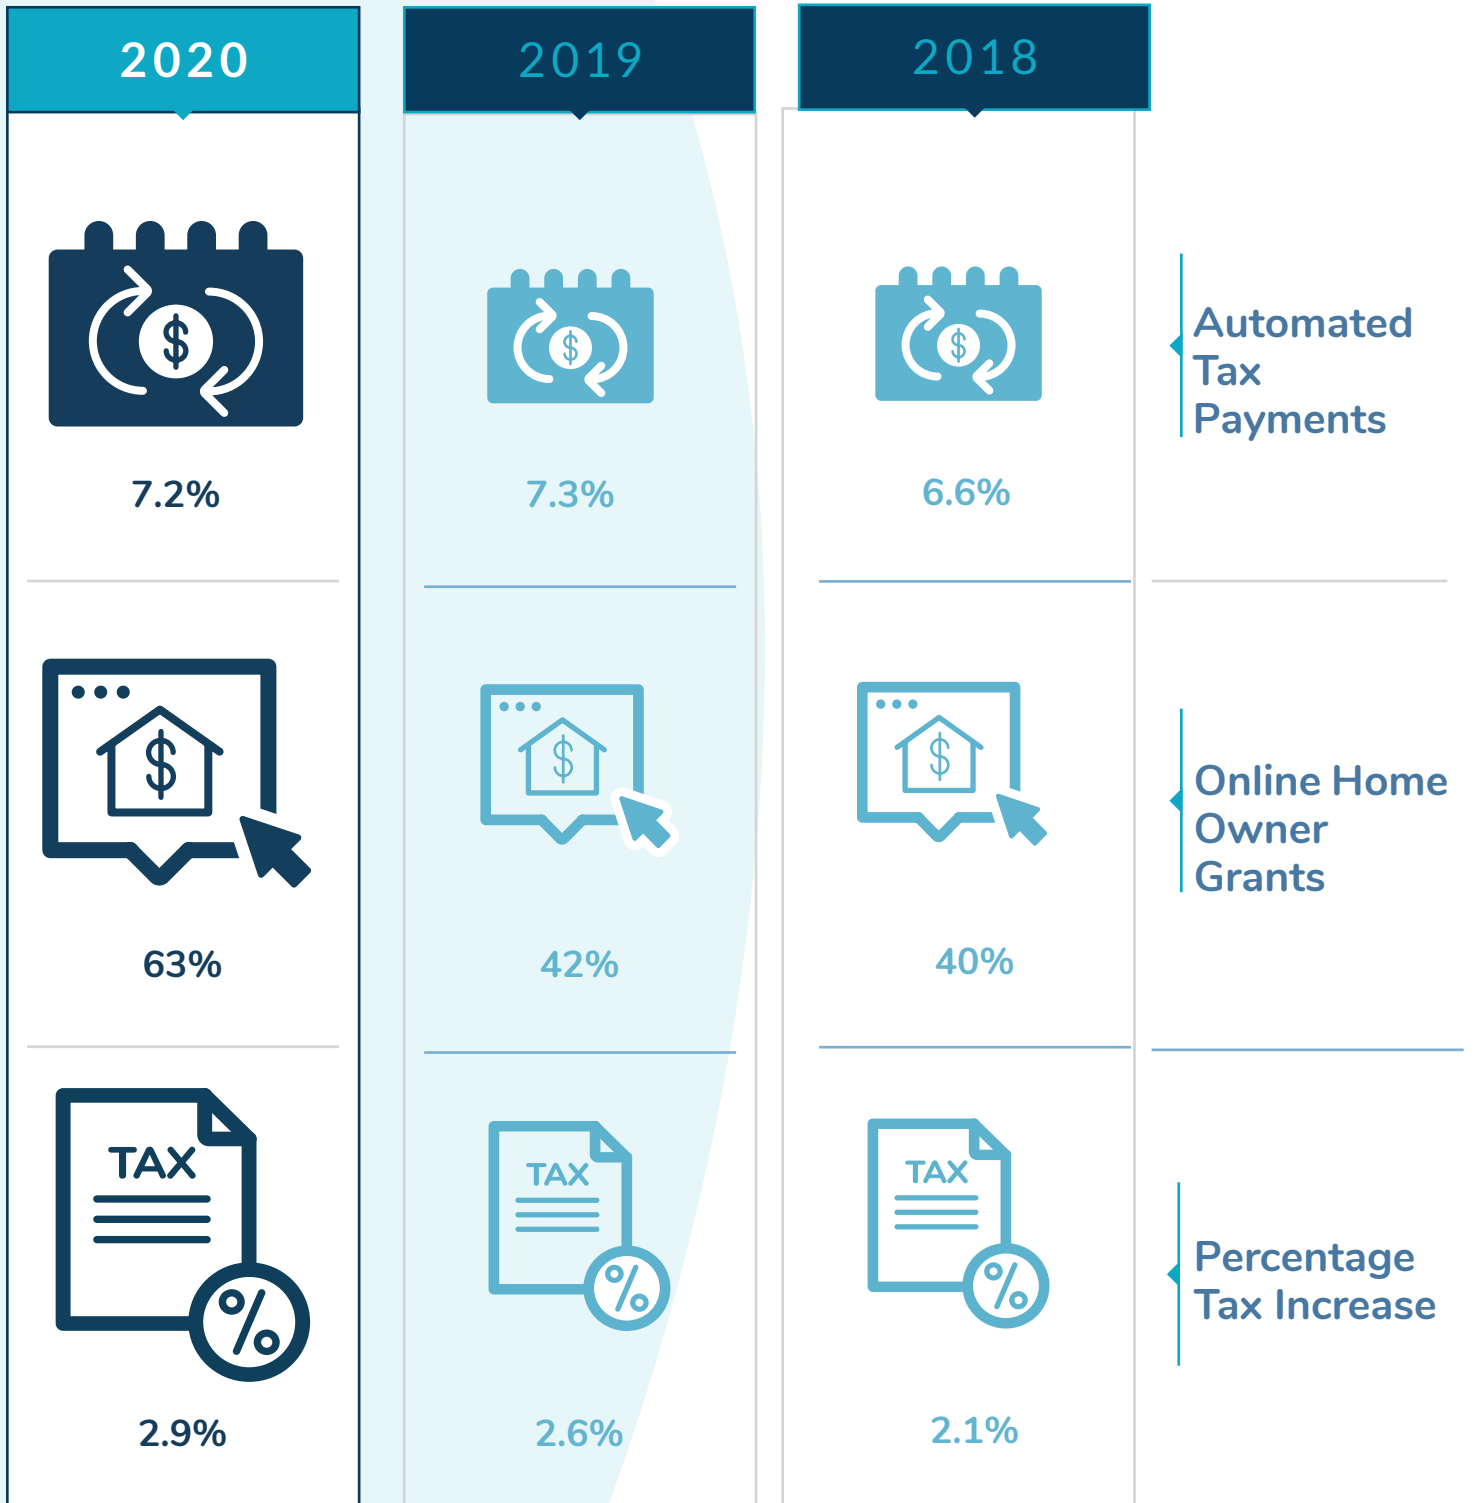 2020
2019
2018
$
$
$
Automated
Tax
Payments
7.2%
7.3%
6.6%
$
$
$
Online Home
Owner
Grants
63%
42%
40%
TAX
%
TAX
%
TAX
%
Percentage
Tax Increase
2.9%
2.6%
2.1%